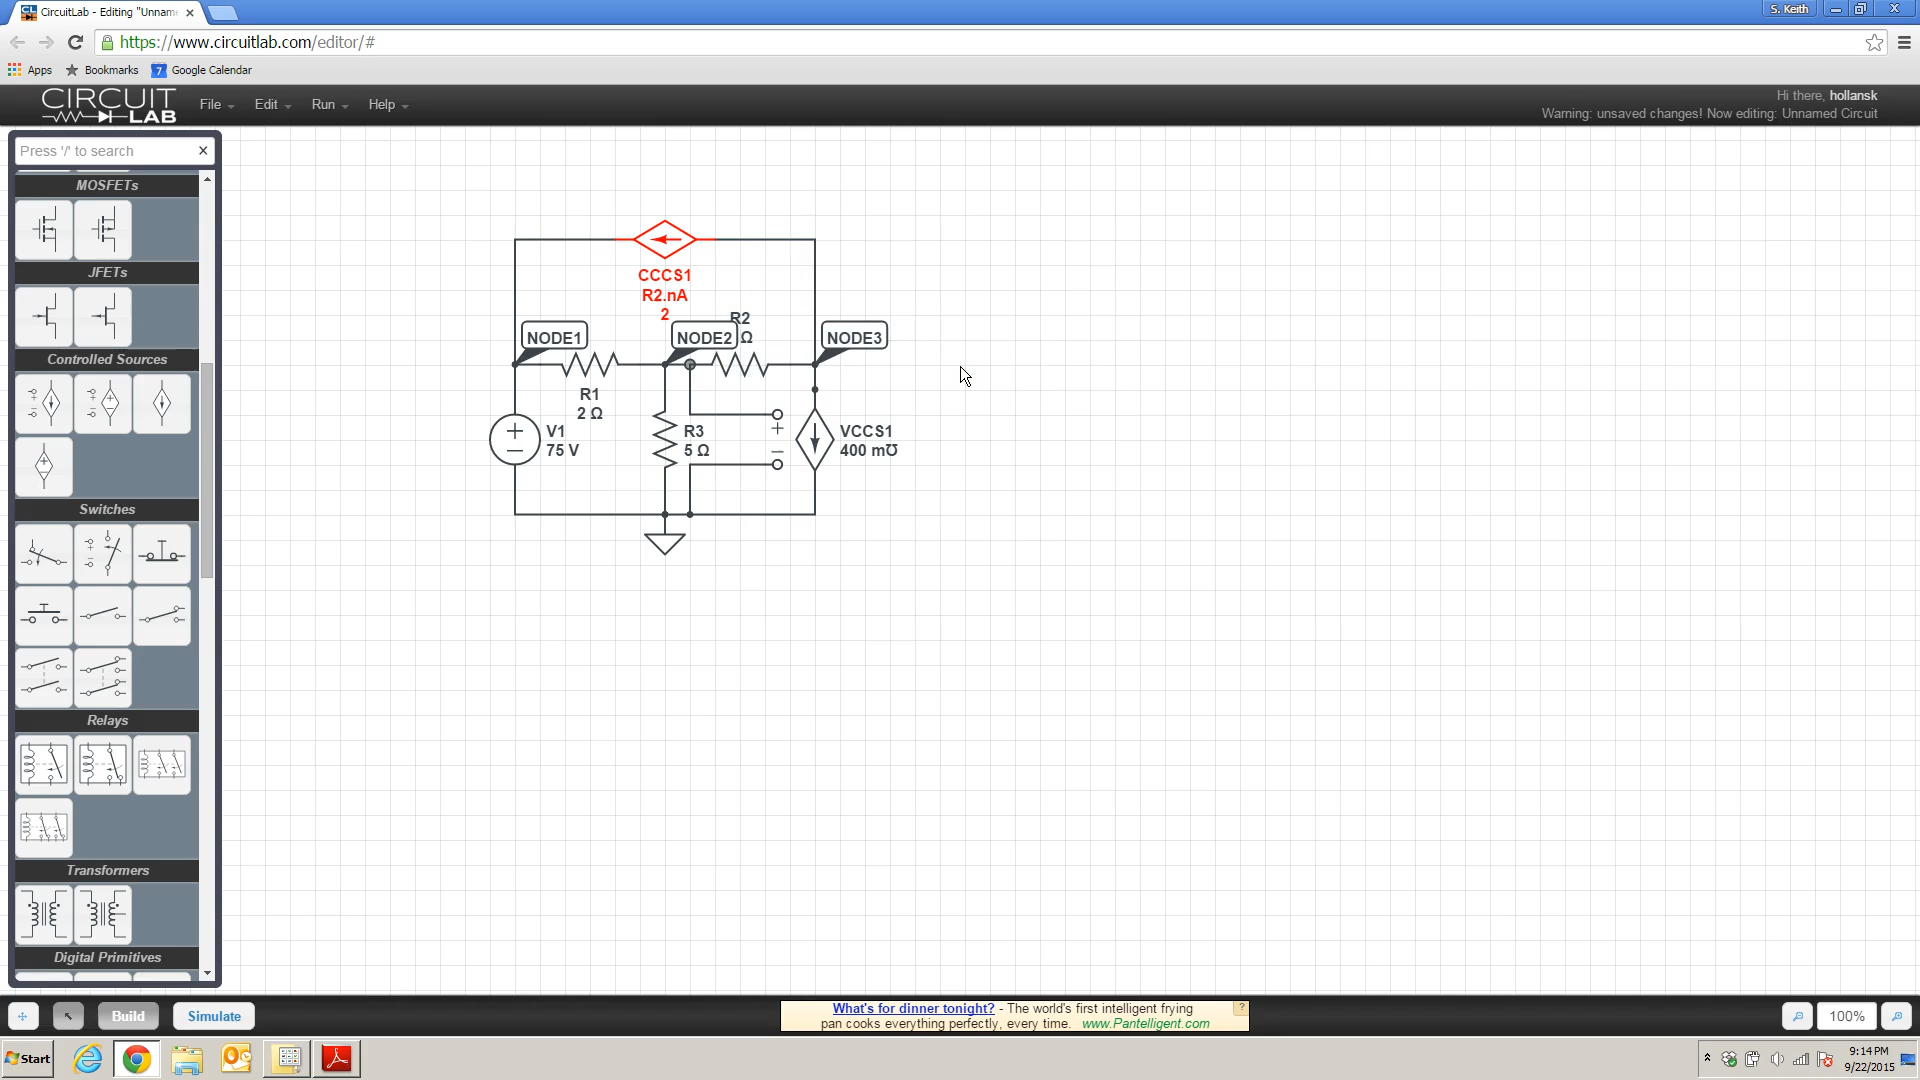 CircuitLab - Editing "Unnam
S. Keith
https://www.circuitlab.com/editor/#
Apps
Bookmarks
7
Google Calendar
CIRCUIT
LAB
File
Edit
Run
Help
Hi there, hollansk
Warning: unsaved changes! Now editing: Unnamed Circuit
Press '/' to search
MOSFETs
JFETs
Controlled Sources
Switches
Relays
Transformers
Digital Primitives
CCCS1
R2.nA
2
R2
Ω
NODE1
NODE2
NODE3
R1
2 Ω
V1
75 V
R3
5 Ω
VCCS1
400 m℧
Build
Simulate
What's for dinner tonight? - The world's first intelligent frying
pan cooks everything perfectly, every time. www.Pantelligent.com
?
100%
Start
9:14 PM
9/22/2015